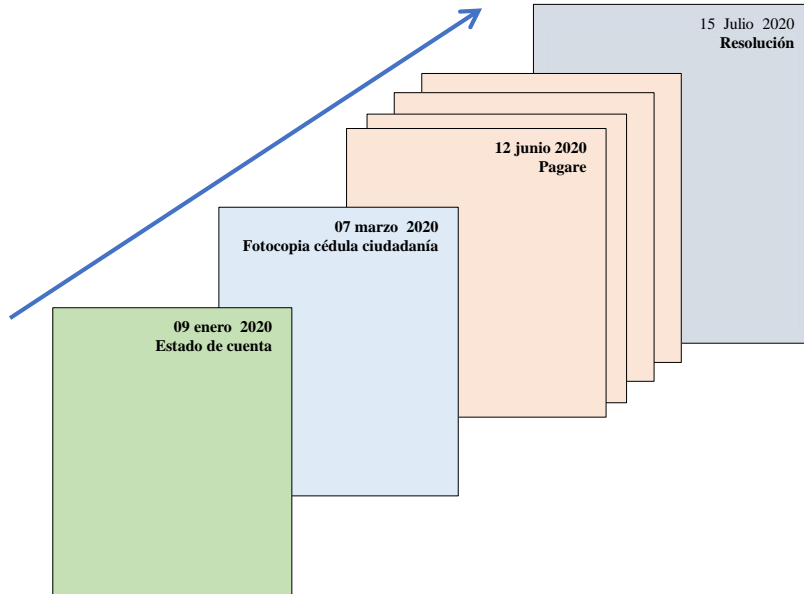 15 Julio 2020
Resolución
12 junio 2020
Pagare
07 marzo 2020
Fotocopia cédula ciudadanía
09 enero 2020
Estado de cuenta